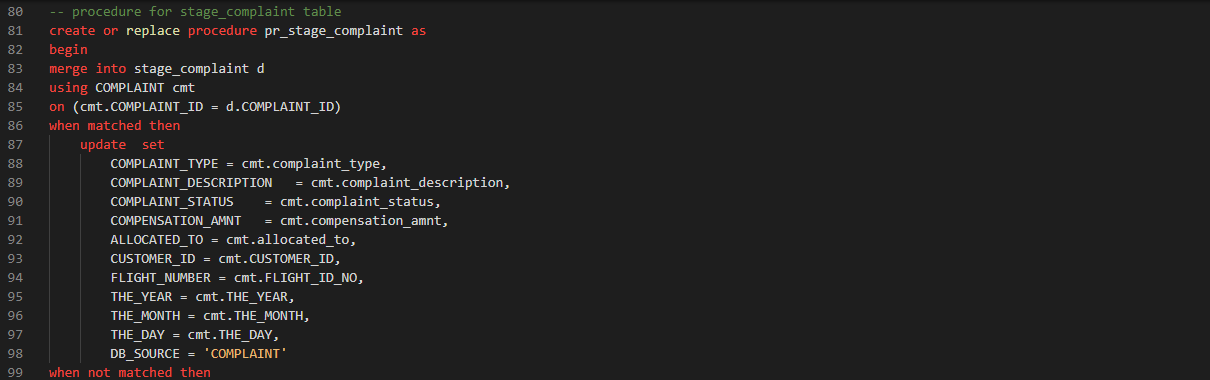 80 -- procedure for stage_complaint table
81 create or replace procedure pr_stage_complaint as
82 begin
83 merge into stage_complaint d
84 using COMPLAINT cmt
85 on (cmt.COMPLAINT_ID = d.COMPLAINT_ID)
86 when matched then
87     update  set
88         COMPLAINT_TYPE = cmt.complaint_type,
89         COMPLAINT_DESCRIPTION   = cmt.complaint_description,
90         COMPLAINT_STATUS    = cmt.complaint_status,
91         COMPENSATION_AMNT   = cmt.compensation_amnt,
92         ALLOCATED_TO = cmt.allocated_to,
93         CUSTOMER_ID = cmt.CUSTOMER_ID,
94         FLIGHT_NUMBER = cmt.FLIGHT_ID_NO,
95         THE_YEAR = cmt.THE_YEAR,
96         THE_MONTH = cmt.THE_MONTH,
97         THE_DAY = cmt.THE_DAY,
98         DB_SOURCE = 'COMPLAINT'
99 when not matched then